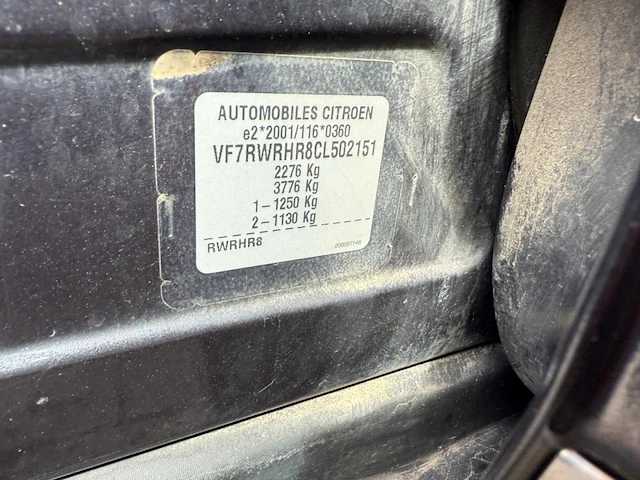 AUTOMOBILES CITROEN
e2*2001/116*0360
VF7RWRHR8CL502151
2276 Kg
3776 Kg
1-1250 Kg
2-1130 Kg
RWRHR8